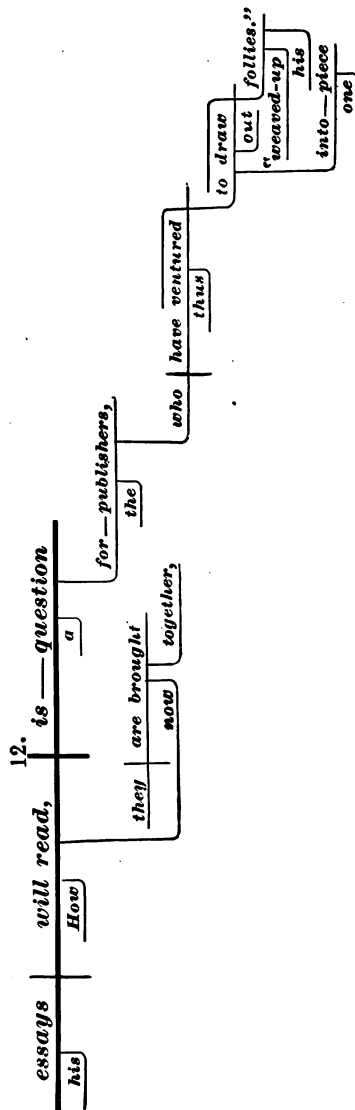 12.
essays will read, is—question
his How a
for—publishers,
the
they are brought
now together,
who have ventured
thus
to draw follies."
out "weaved-up
his
into—piece
one